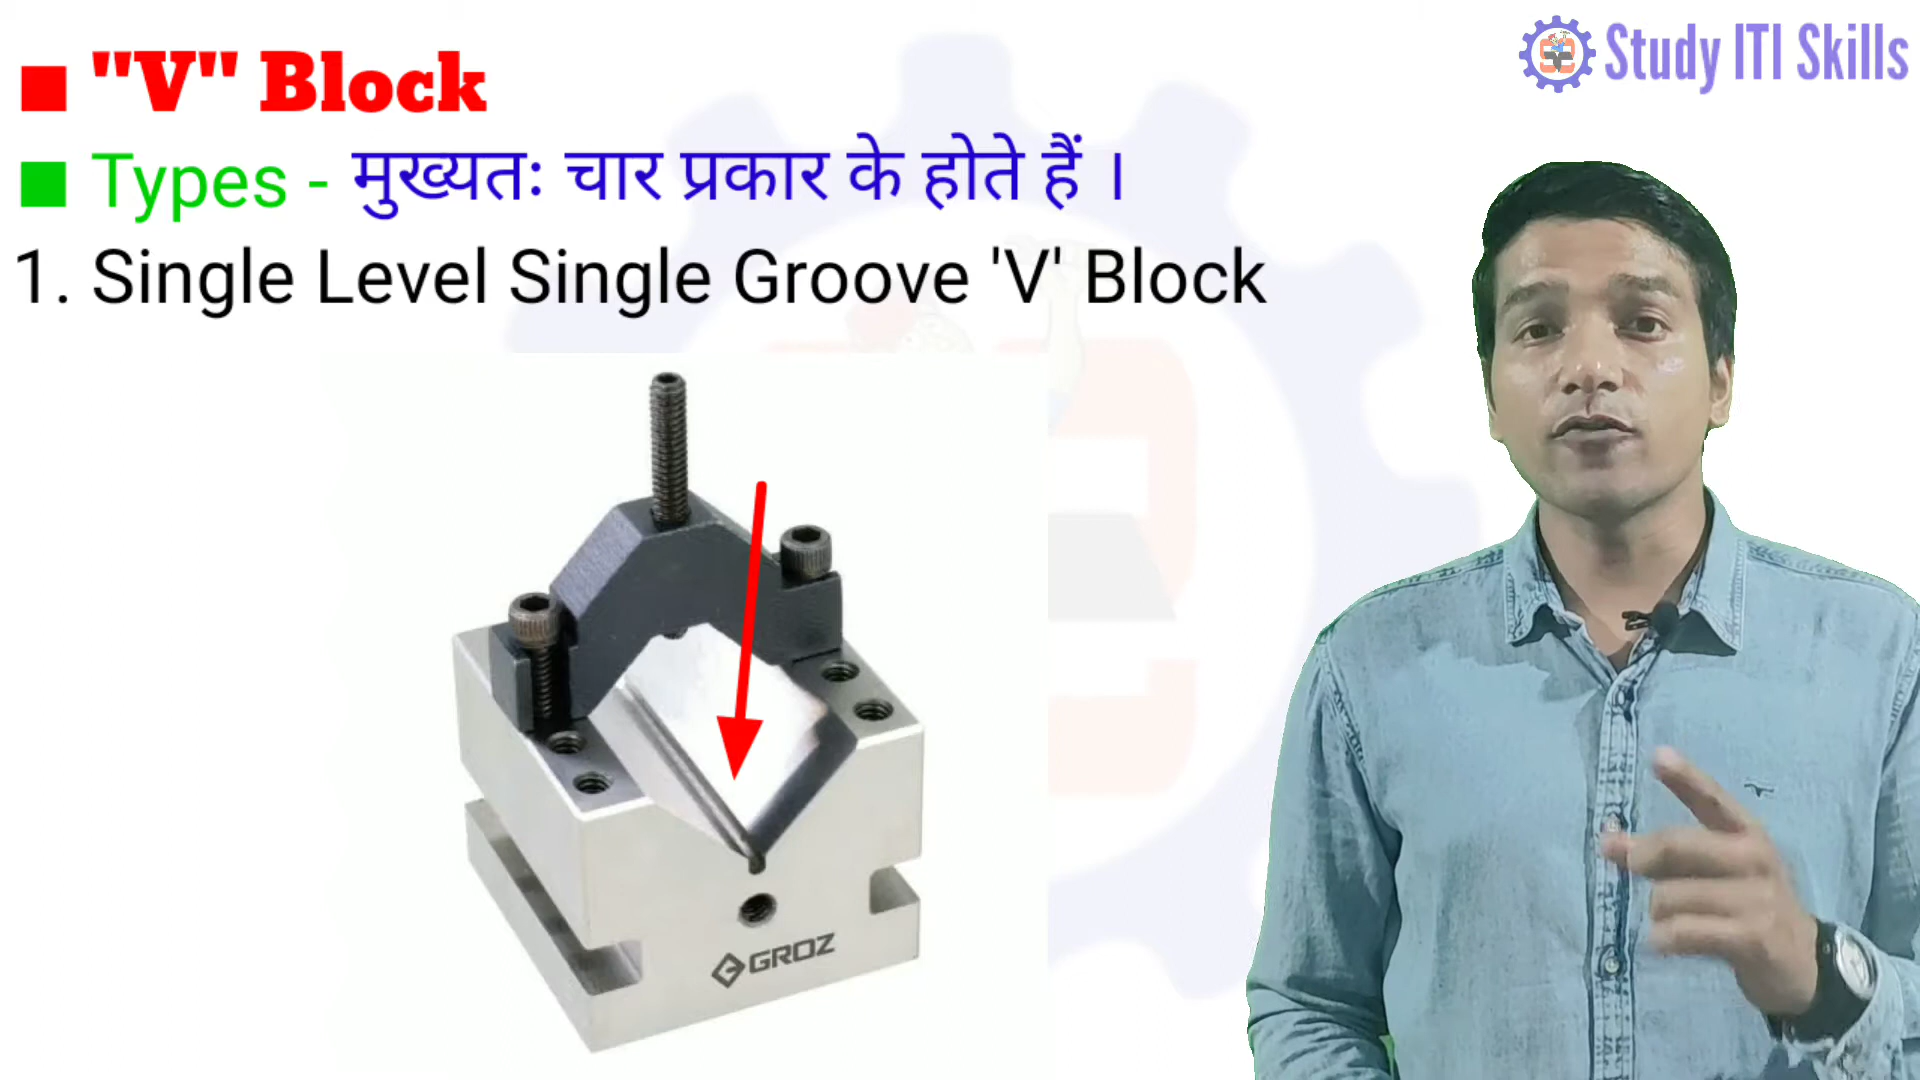 Study ITI Skills
"V" Block
Types - मुख्यतः चार प्रकार के होते हैं ।
1. Single Level Single Groove 'V' Block
GROZ